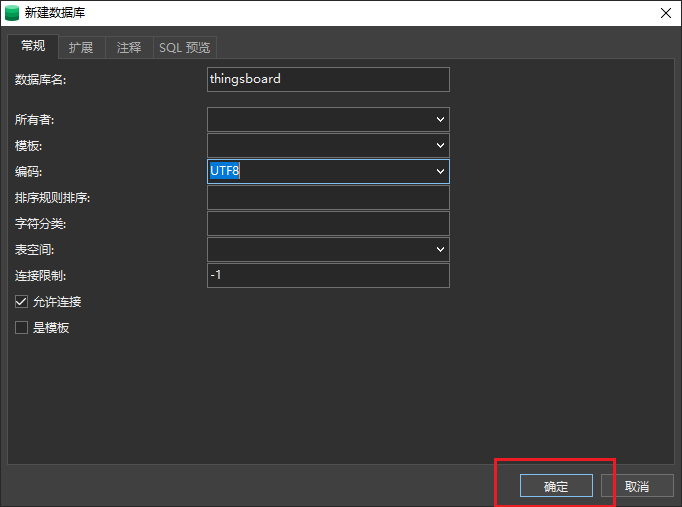 新建数据库
常规 扩展 注释 SQL 预览
数据库名: thingsboard
所有者:
模板:
编码: UTF8
排序规则排序:
字符分类:
表空间:
连接限制: -1
允许连接
是模板
确定 取消